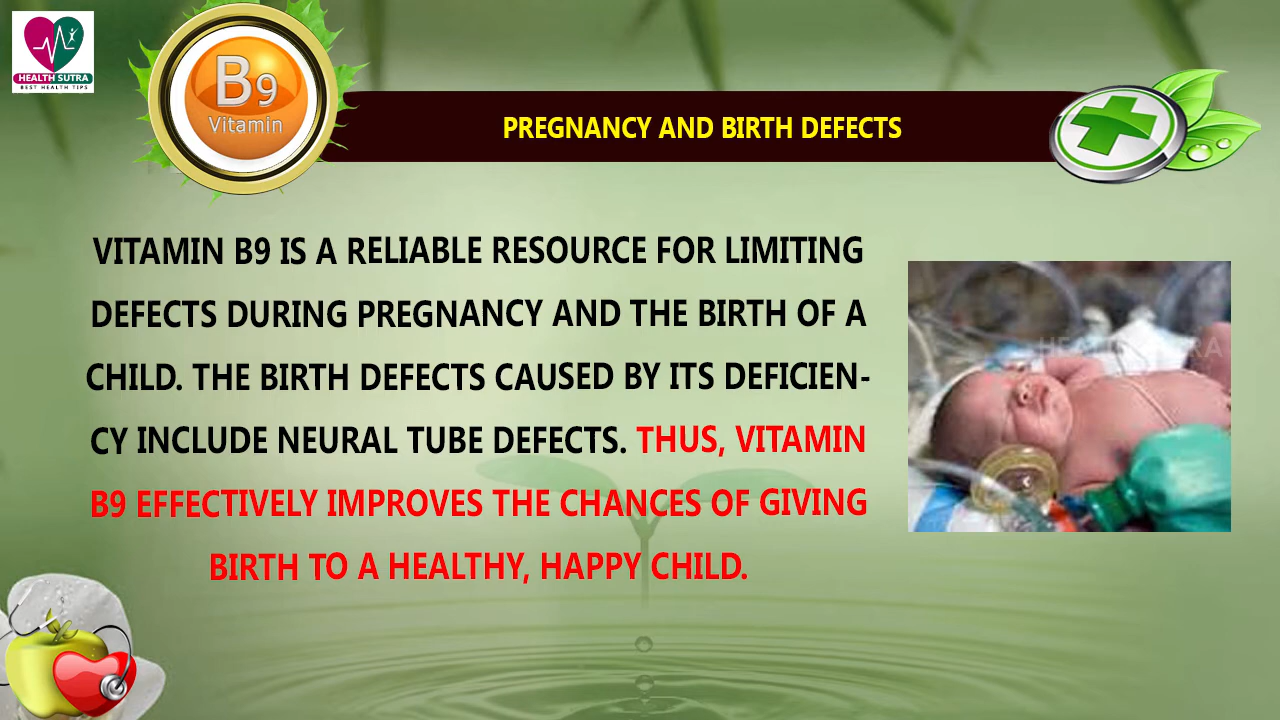 HEALTH SUTRA
BEST HEALTH TIPS
B9
Vitamin
PREGNANCY AND BIRTH DEFECTS
VITAMIN B9 IS A RELIABLE RESOURCE FOR LIMITING
DEFECTS DURING PREGNANCY AND THE BIRTH OF A
CHILD. THE BIRTH DEFECTS CAUSED BY ITS DEFICIEN-
CY INCLUDE NEURAL TUBE DEFECTS. THUS, VITAMIN
B9 EFFECTIVELY IMPROVES THE CHANCES OF GIVING
BIRTH TO A HEALTHY, HAPPY CHILD.
HEALTH SUTRA